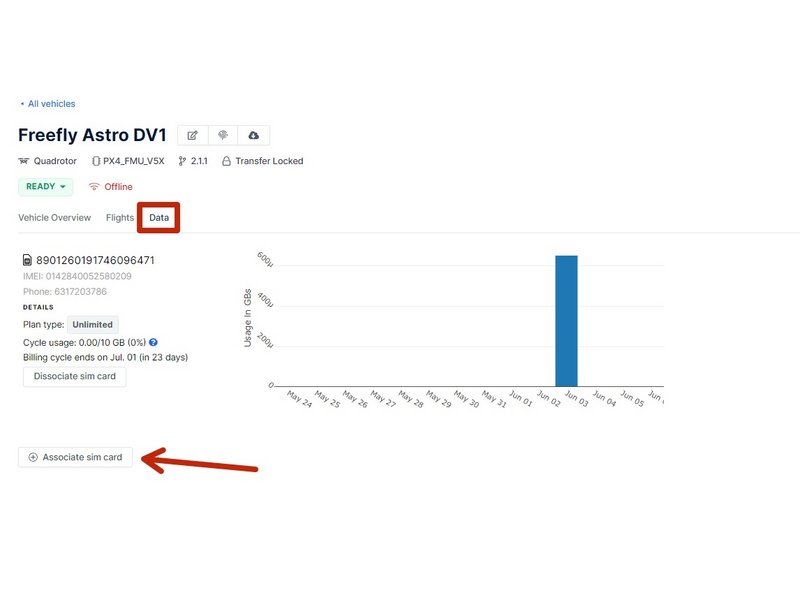 All vehicles
Freefly Astro DV1
Quadrotor PX4_FMU_V5X 2.1.1 Transfer Locked
READY Offline
Vehicle Overview Flights Data
8901260191746096471
IMEI: 0142840052580209
Phone: 6317203786
DETAILS
Plan type: Unlimited
Cycle usage: 0.00/10 GB (0%)
Billing cycle ends on Jul. 01 (in 23 days)
Dissociate sim card
Usage In GBs
600µ
400µ
200µ
0
May 24 May 25 May 26 May 27 May 28 May 29 May 30 May 31 Jun 01 Jun 02 Jun 03 Jun 04 Jun 05
Associate sim card